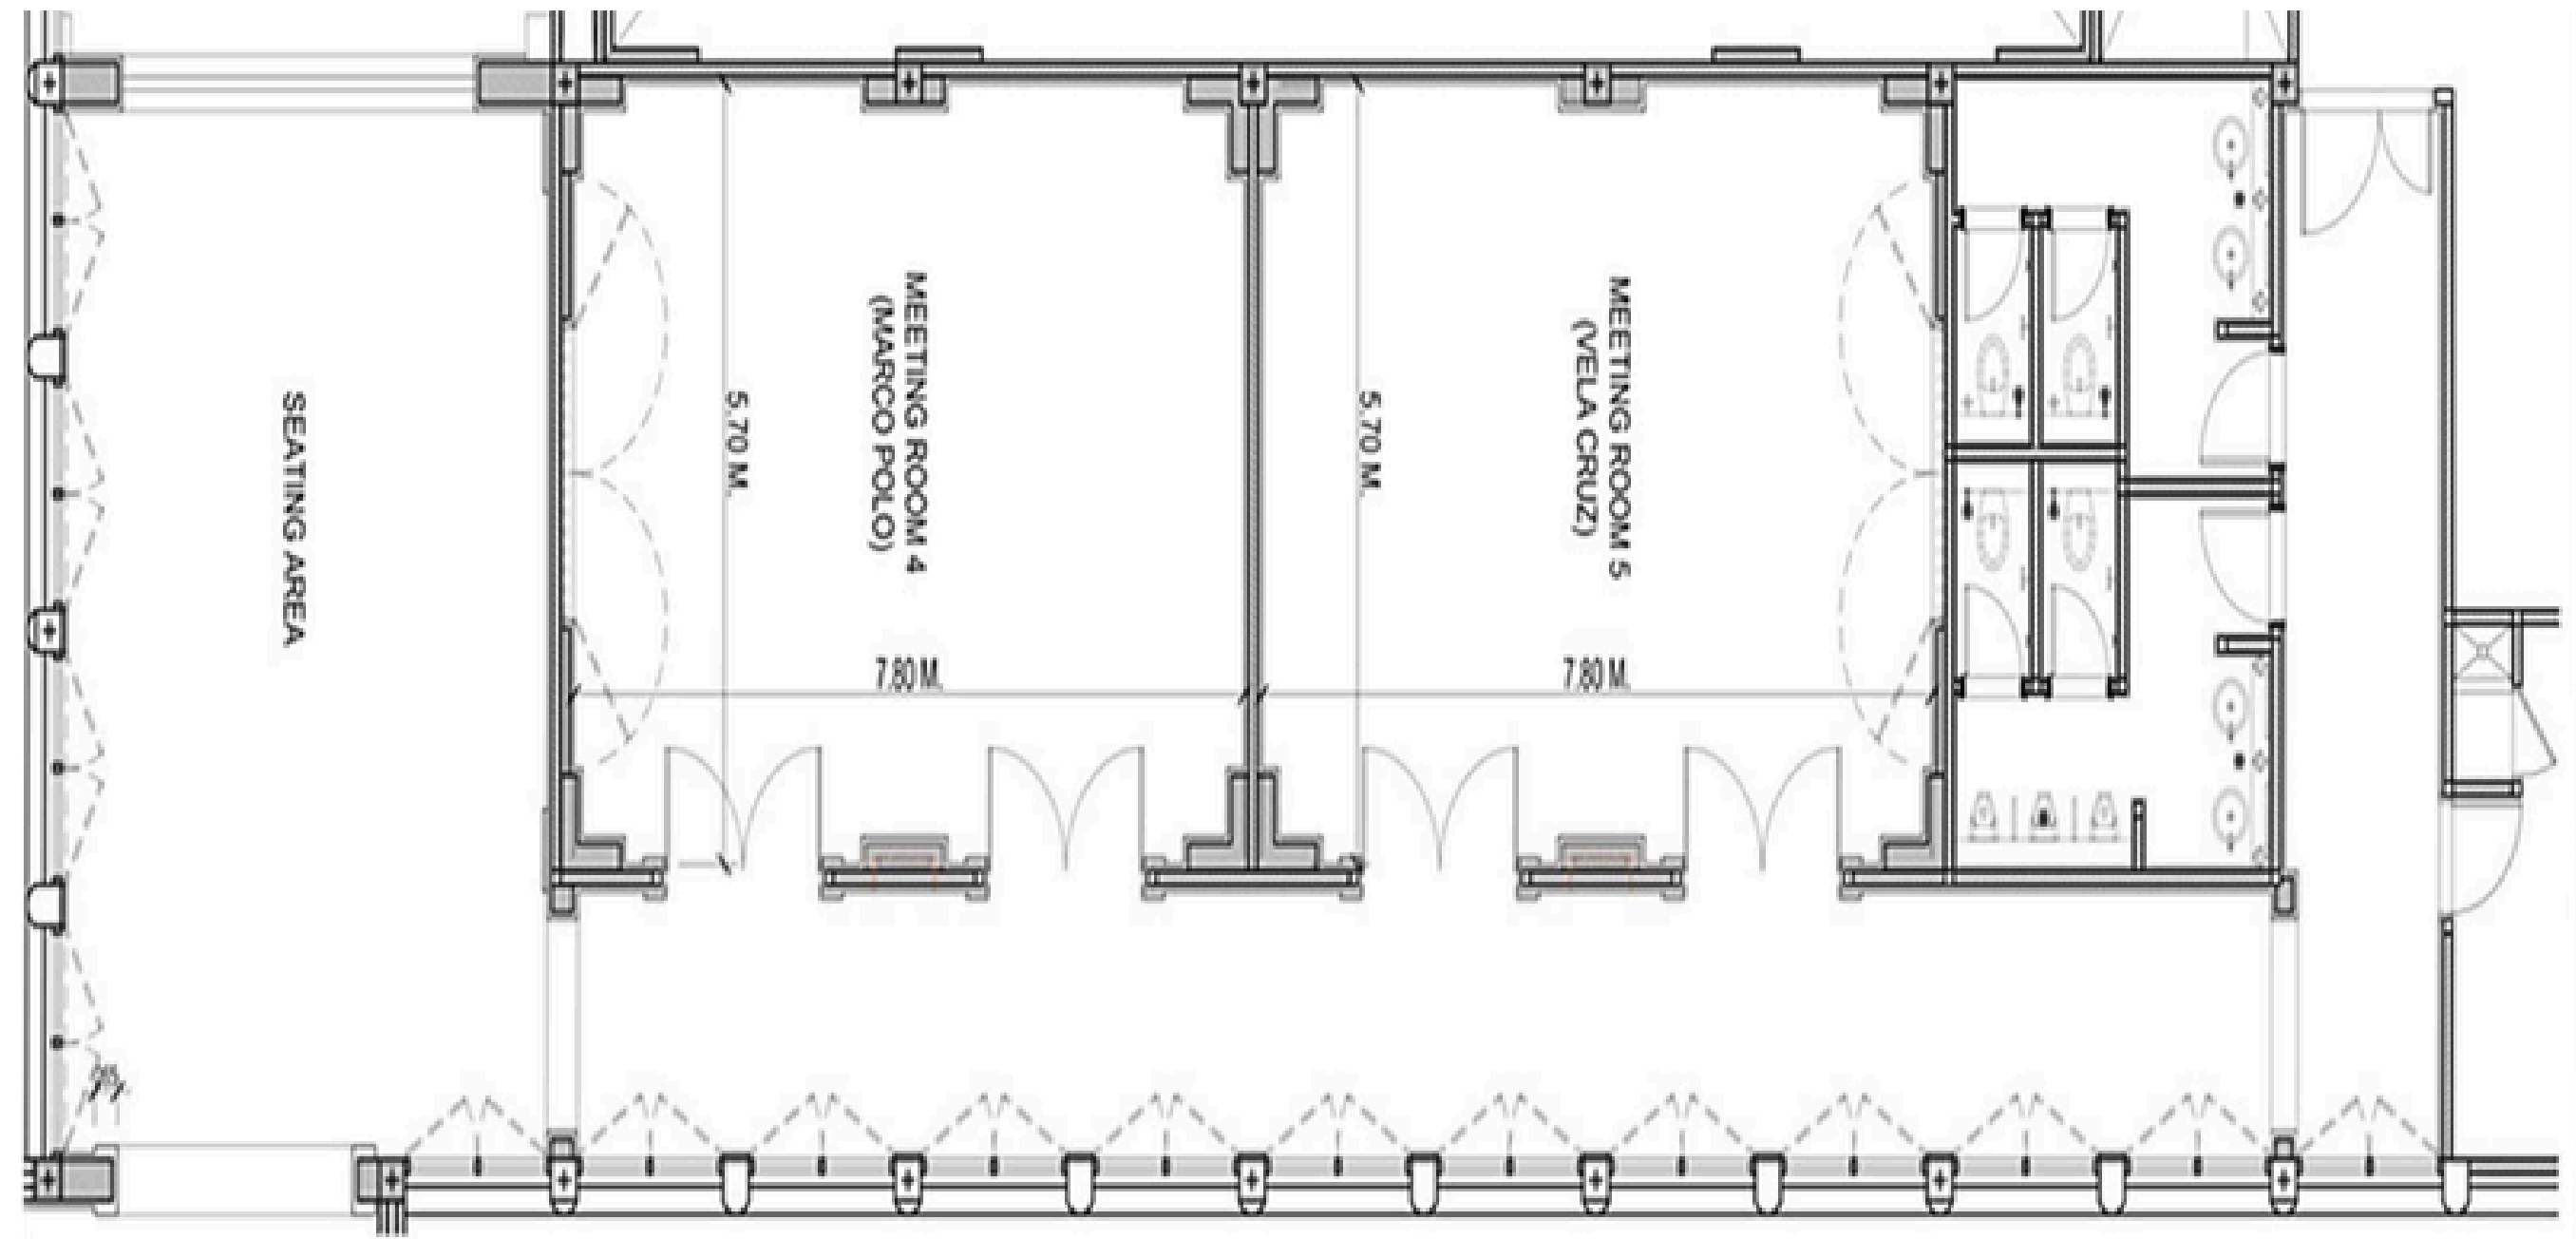 SEATING AREA
5.70 M.
MEETING ROOM 4
(MARCO POLO)
7.80 M.
5.70 M.
MEETING ROOM 5
(VELA CRUZ)
7.80 M.